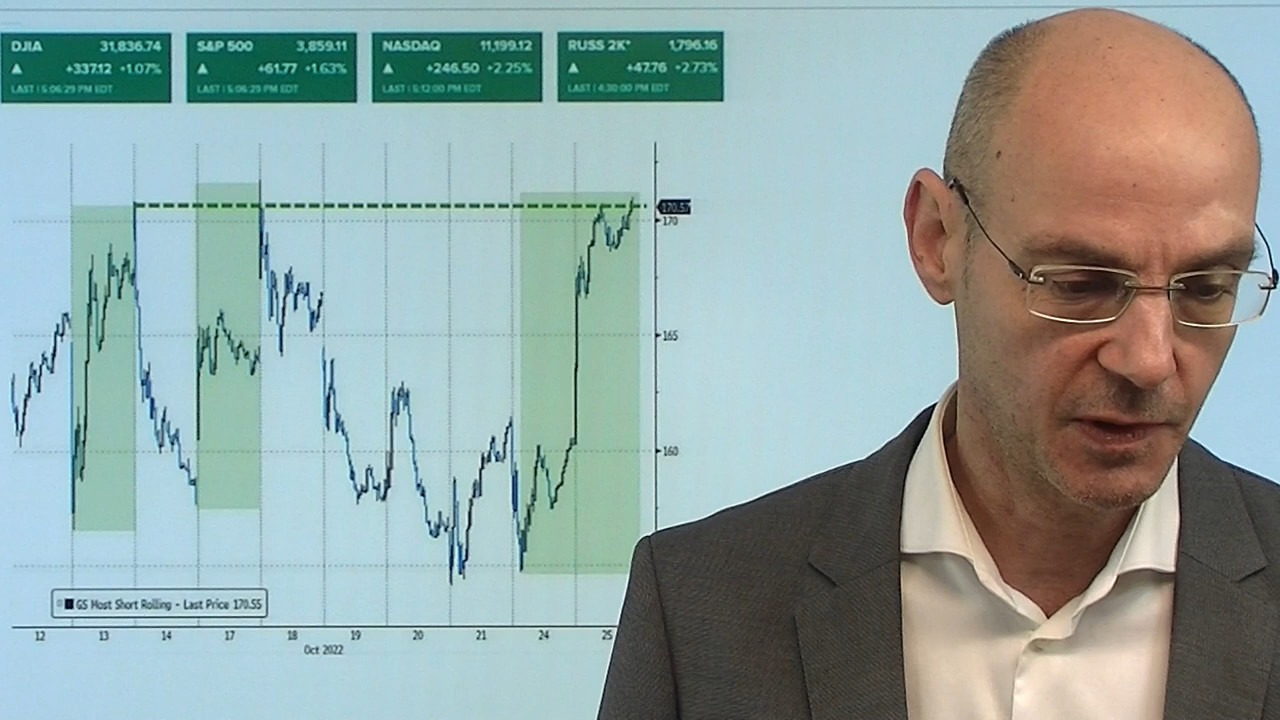 DJIA 31,836.74
▲ +337.12 +1.07%
LAST | 5:06:29 PM EDT
S&P 500 3,859.11
▲ +61.77 +1.63%
LAST | 5:06:29 PM EDT
NASDAQ 11,199.12
▲ +246.50 +2.25%
LAST | 5:12:00 PM EDT
RUSS 2K* 1,796.16
▲ +47.76 +2.73%
LAST | 4:30:00 PM EDT
170.57
170
165
160
GS Most Short Rolling - Last Price 170.55
12 13 14 17 18 19 20 21 24 25
Oct 2022